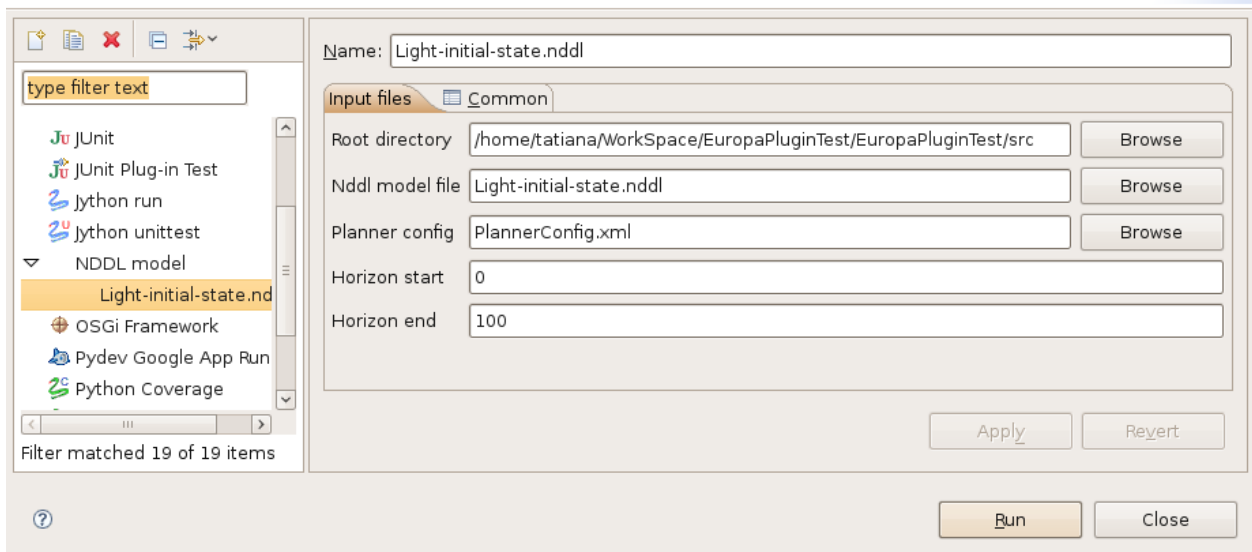 type filter text
JUnit
JUnit Plug-in Test
Jython run
Jython unittest
NDDL model
Light-initial-state.nd
OSGi Framework
Pydev Google App Run
Python Coverage
Filter matched 19 of 19 items
Name: Light-initial-state.nddl
Input files Common
Root directory /home/tatiana/WorkSpace/EuropaPluginTest/EuropaPluginTest/src Browse
Nddl model file Light-initial-state.nddl Browse
Planner config PlannerConfig.xml Browse
Horizon start 0
Horizon end 100
Apply Revert
Run Close